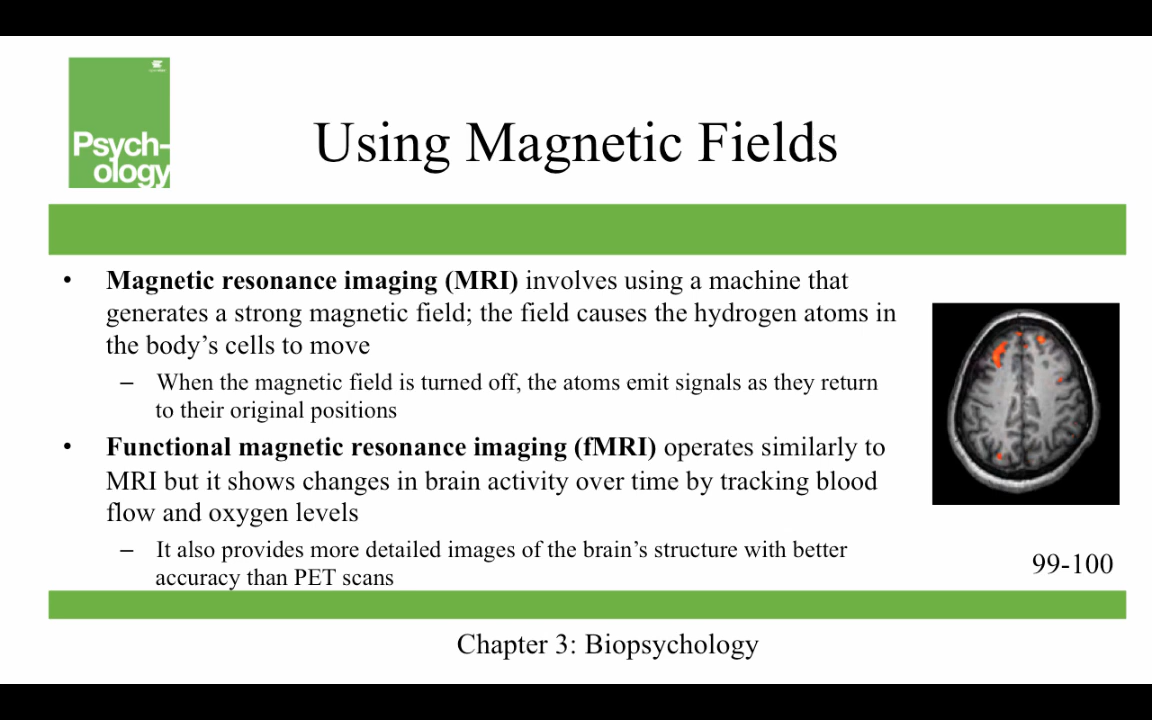 Psych-
ology
Using Magnetic Fields
• Magnetic resonance imaging (MRI) involves using a machine that
generates a strong magnetic field; the field causes the hydrogen atoms in
the body’s cells to move
– When the magnetic field is turned off, the atoms emit signals as they return
to their original positions
• Functional magnetic resonance imaging (fMRI) operates similarly to
MRI but it shows changes in brain activity over time by tracking blood
flow and oxygen levels
– It also provides more detailed images of the brain’s structure with better
accuracy than PET scans
99-100
Chapter 3: Biopsychology